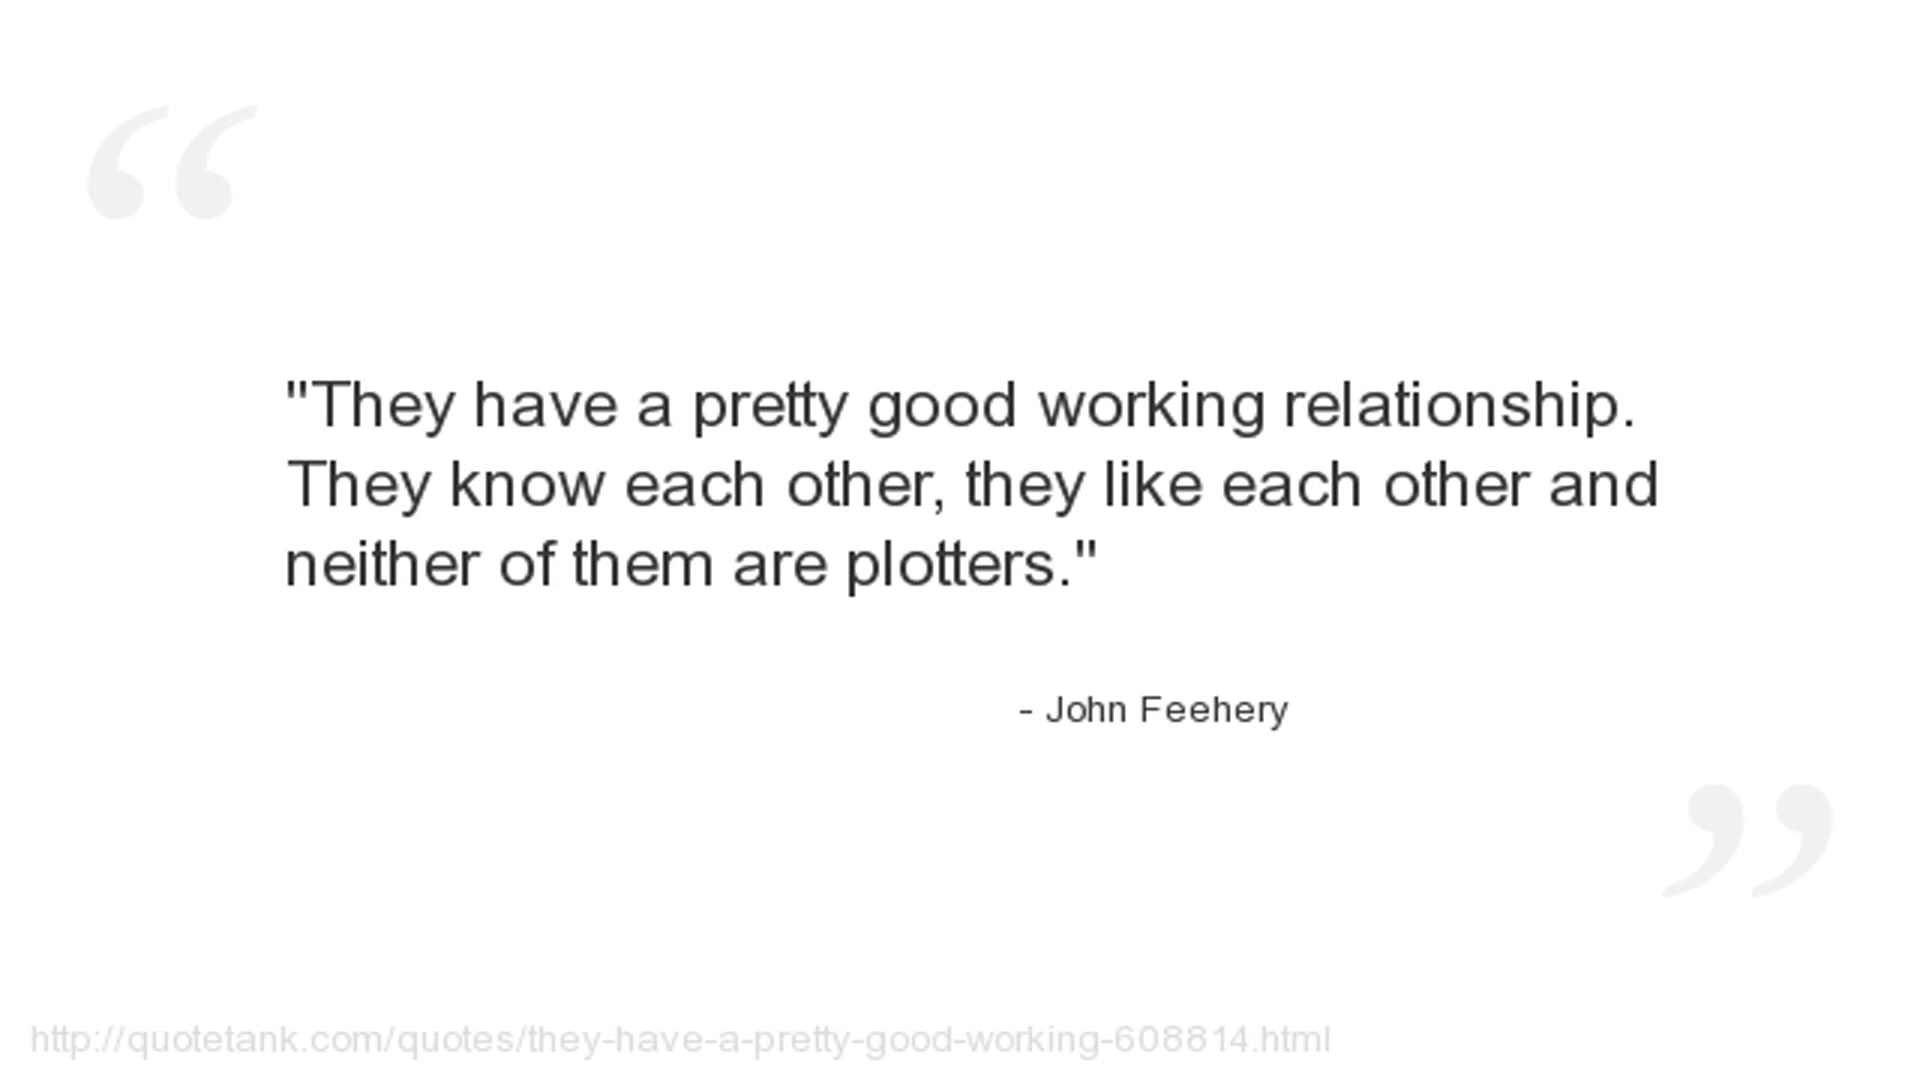 "They have a pretty good working relationship.
They know each other, they like each other and
neither of them are plotters."
- John Feehery
http://quotetank.com/quotes/they-have-a-pretty-good-working-608814.html